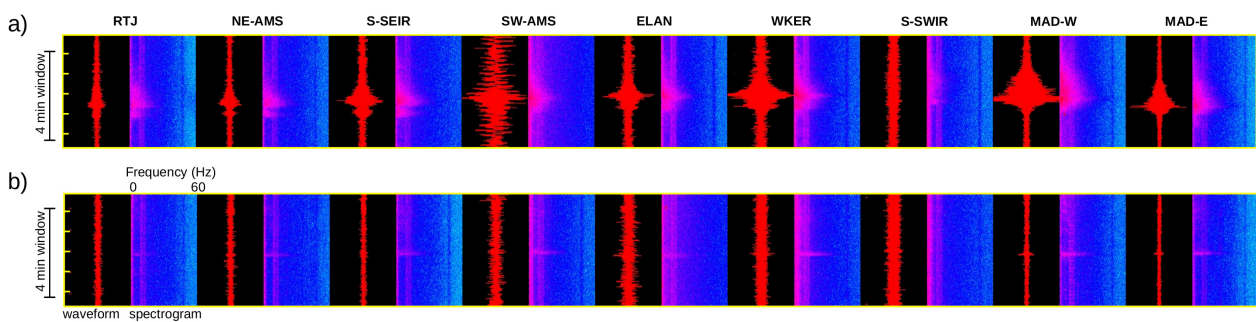 a)
RTJ NE-AMS S-SEIR SW-AMS ELAN WKER S-SWIR MAD-W MAD-E
4 min window
b)
Frequency (Hz)
0 60
4 min window
waveform spectrogram